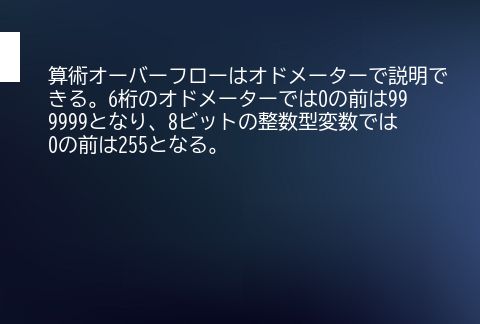 算術オーバーフローはオドメーターで説明で
きる。6桁のオドメーターでは0の前は99
9999となり、8ビットの整数型変数では
0の前は255となる。